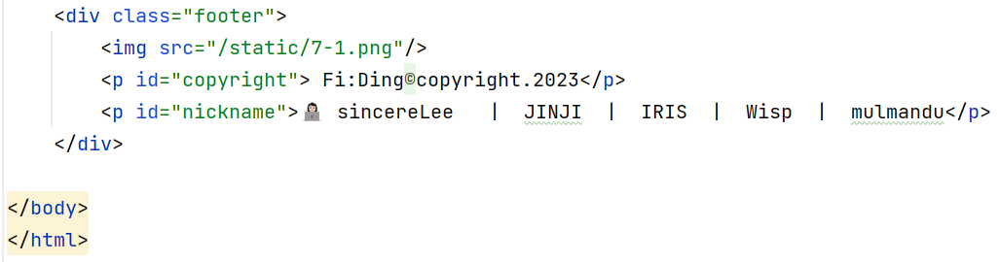 <div class="footer">
<img src="/static/7-1.png"/>
<p id="copyright"> Fi:Ding©copyright.2023</p>
<p id="nickname">👩🏻‍💻 sincereLee | JINJI | IRIS | Wisp | mulmandu</p>
</div>
</body>
</html>